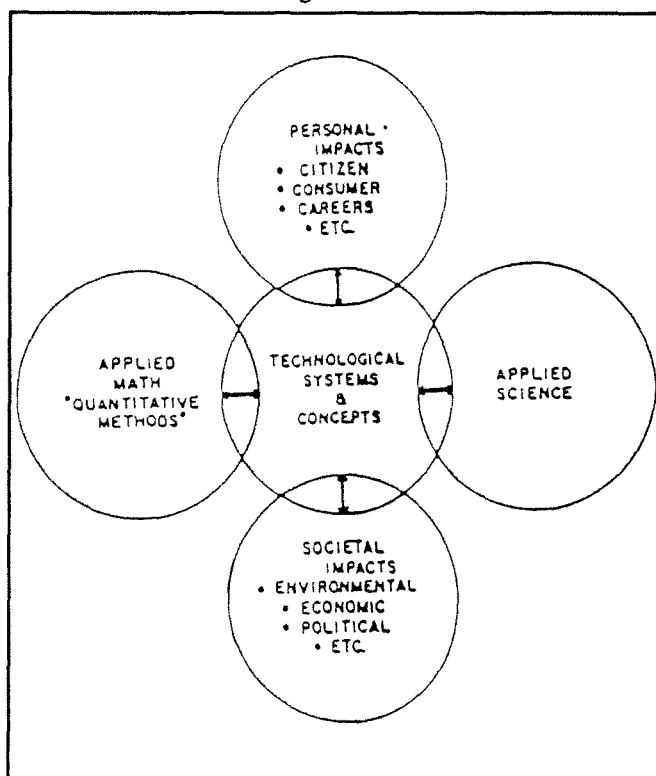 PERSONAL
IMPACTS
• CITIZEN
• CONSUMER
• CAREERS
• ETC.
APPLIED
MATH
"QUANTITATIVE
METHODS"
TECHNOLOGICAL
SYSTEMS
&
CONCEPTS
APPLIED
SCIENCE
SOCIETAL
IMPACTS
• ENVIRONMENTAL
• ECONOMIC
• POLITICAL
• ETC.